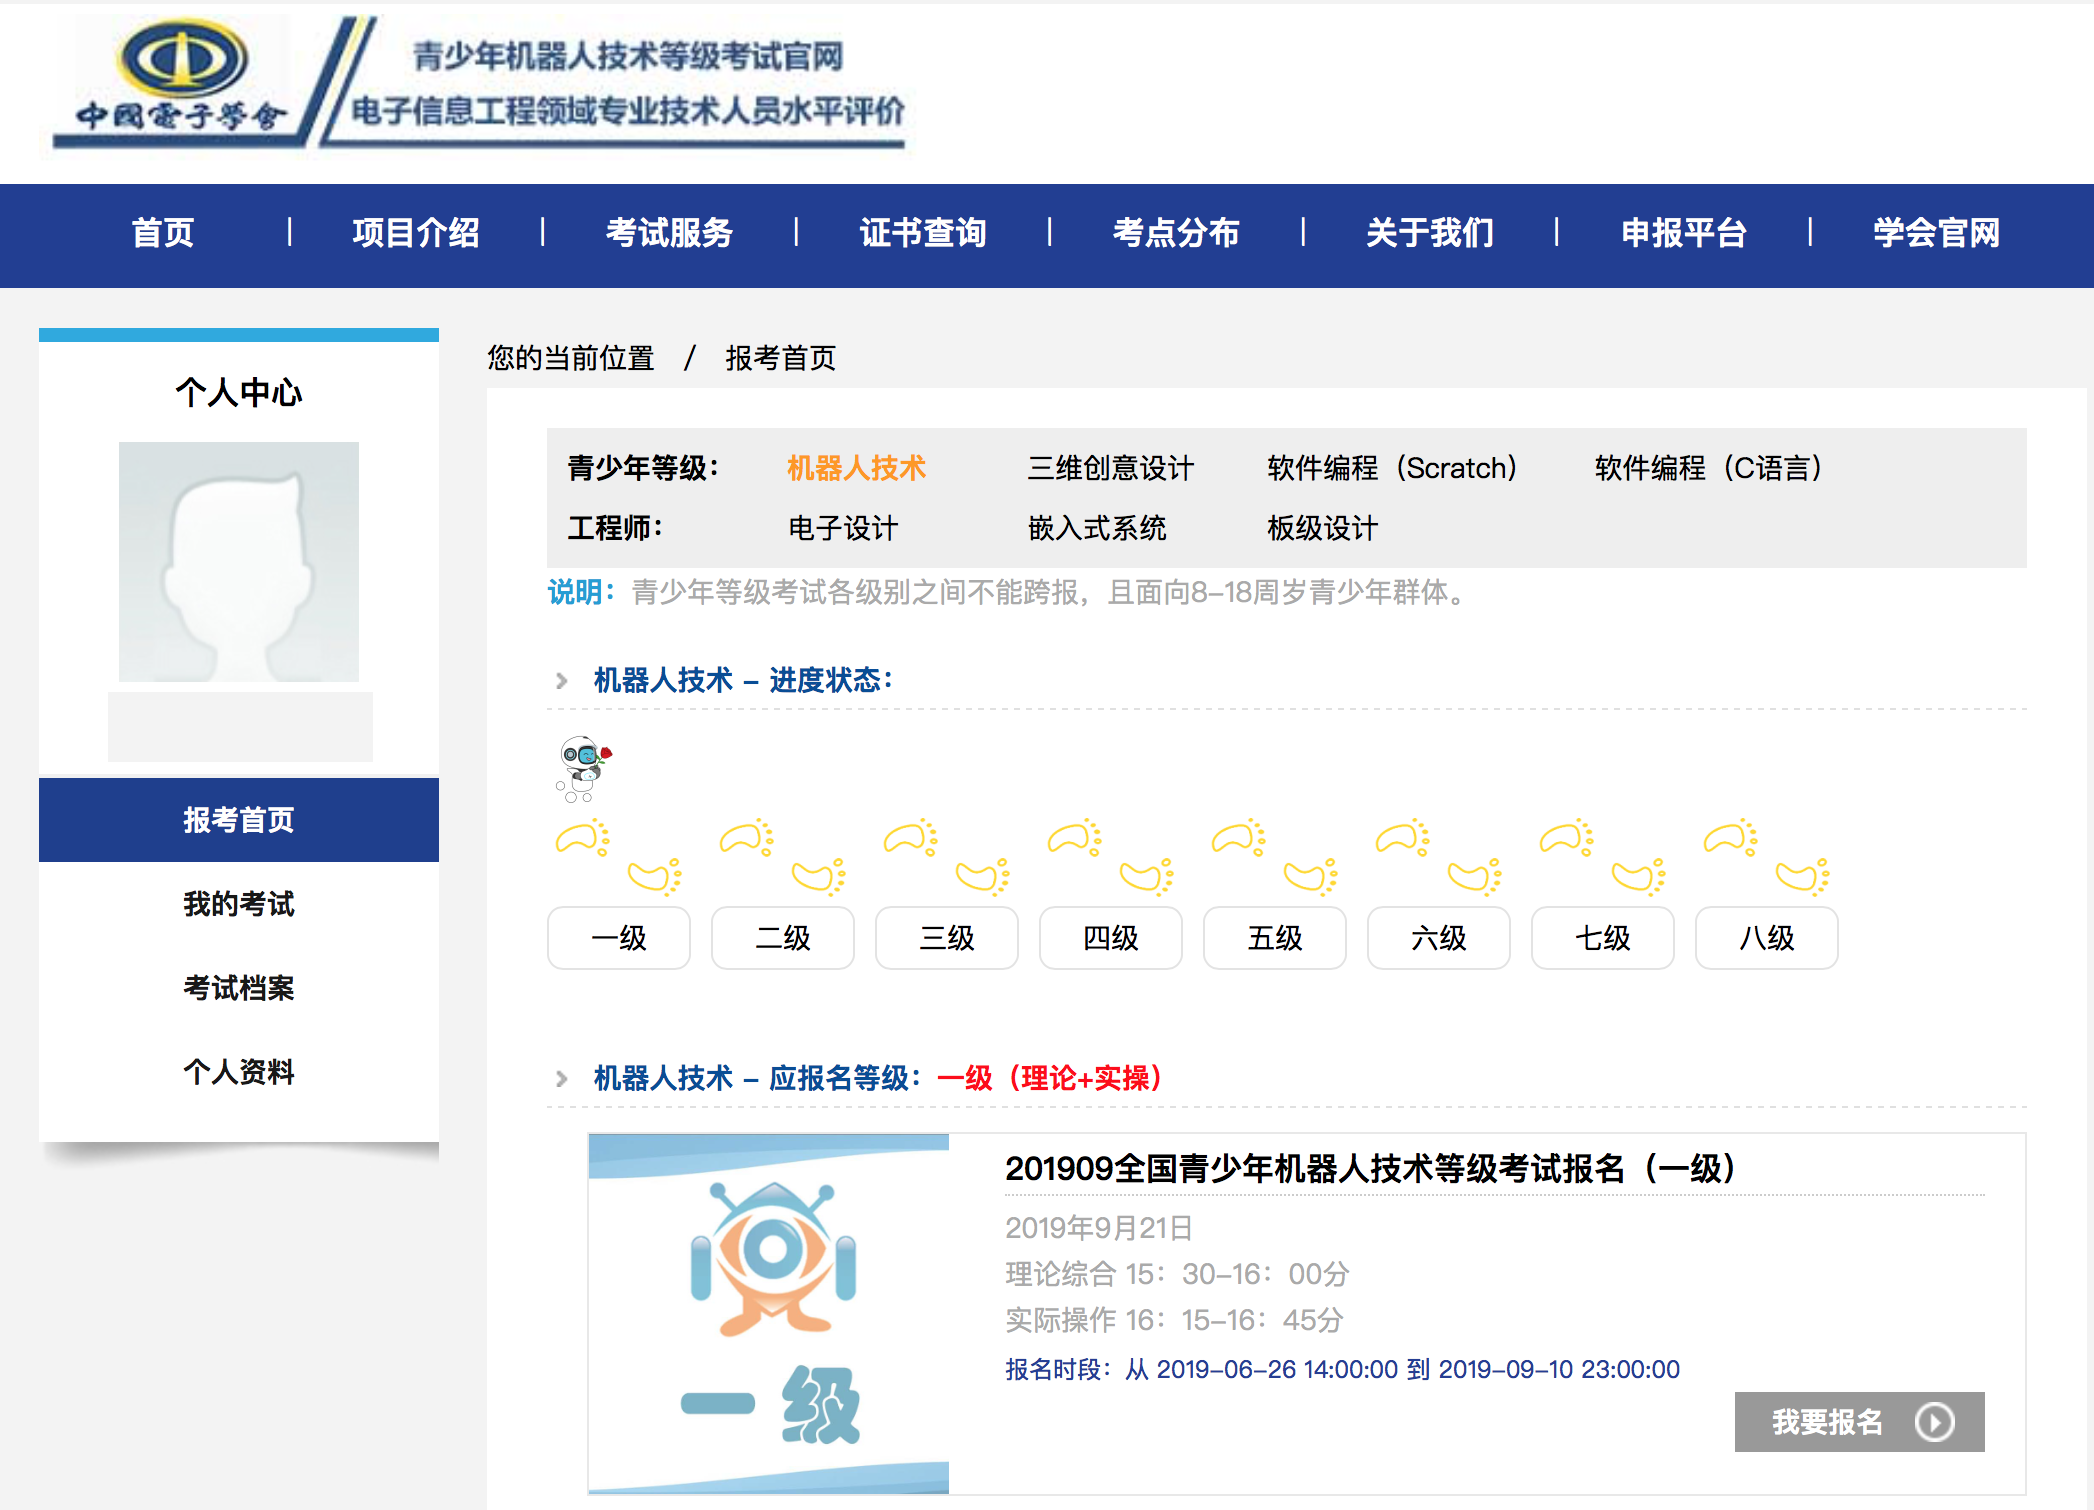 中國電子學會
青少年机器人技术等级考试官网
电子信息工程领域专业技术人员水平评价
首页 | 项目介绍 | 考试服务 | 证书查询 | 考点分布 | 关于我们 | 申报平台 | 学会官网
个人中心
报考首页
我的考试
考试档案
个人资料
您的当前位置 / 报考首页
青少年等级： 机器人技术 三维创意设计 软件编程（Scratch） 软件编程（C语言）
工程师： 电子设计 嵌入式系统 板级设计
说明：青少年等级考试各级别之间不能跨报，且面向8-18周岁青少年群体。
机器人技术 - 进度状态：
一级 二级 三级 四级 五级 六级 七级 八级
机器人技术 - 应报名等级：一级（理论+实操）
一级
201909全国青少年机器人技术等级考试报名（一级）
2019年9月21日
理论综合 15：30-16：00分
实际操作 16：15-16：45分
报名时段：从 2019-06-26 14:00:00 到 2019-09-10 23:00:00
我要报名